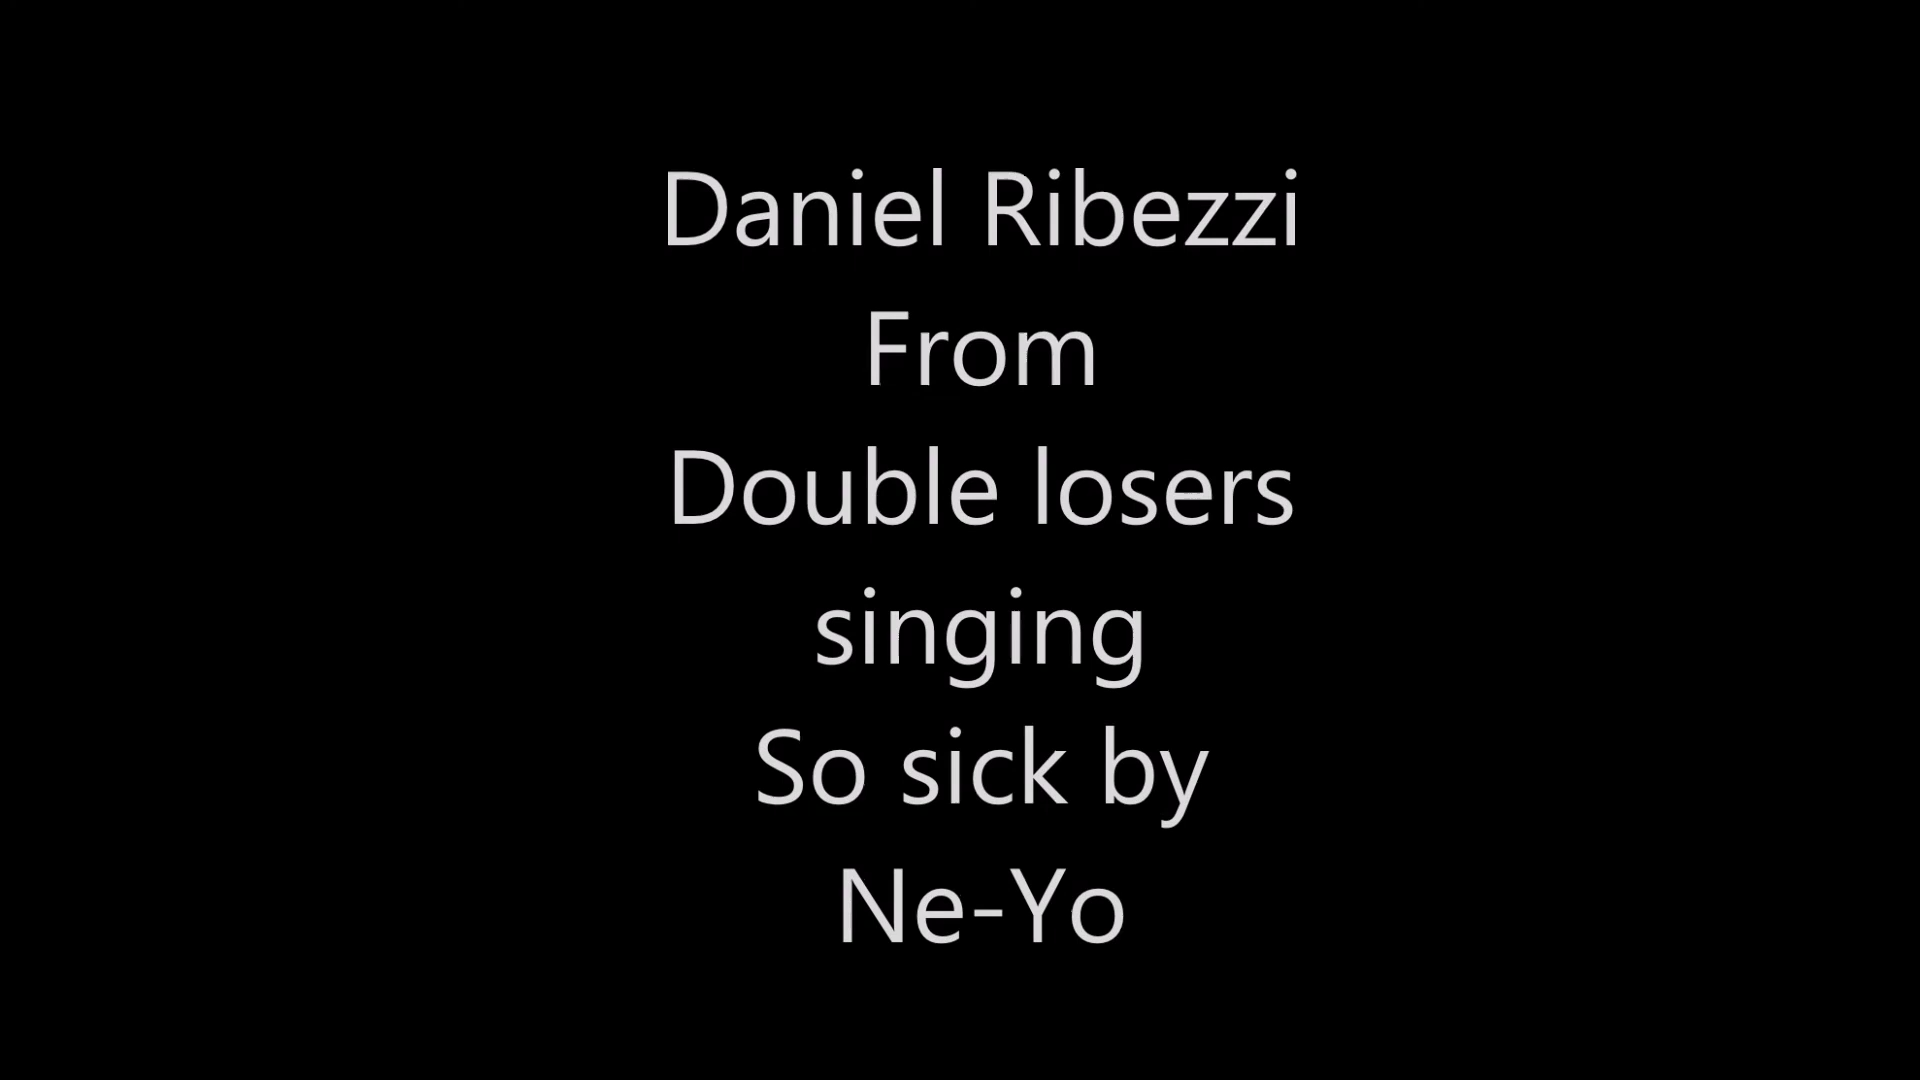 Daniel Ribezzi
From
Double losers
singing
So sick by
Ne-Yo